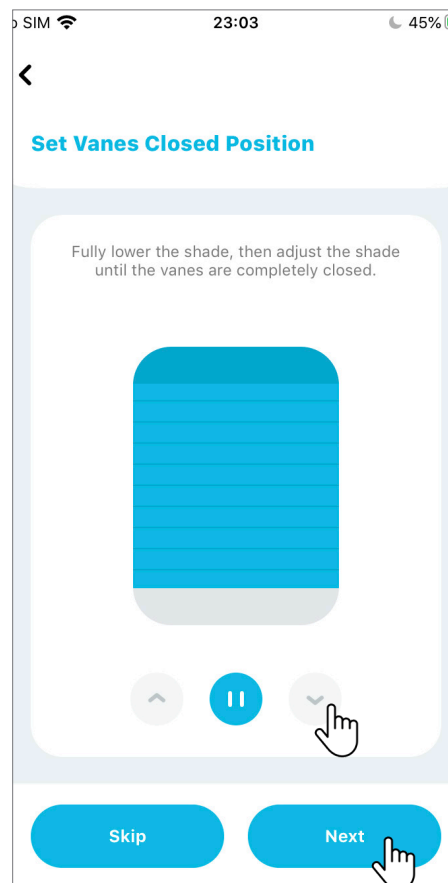 SIM 23:03 45%
Set Vanes Closed Position
Fully lower the shade, then adjust the shade
until the vanes are completely closed.
Skip Next